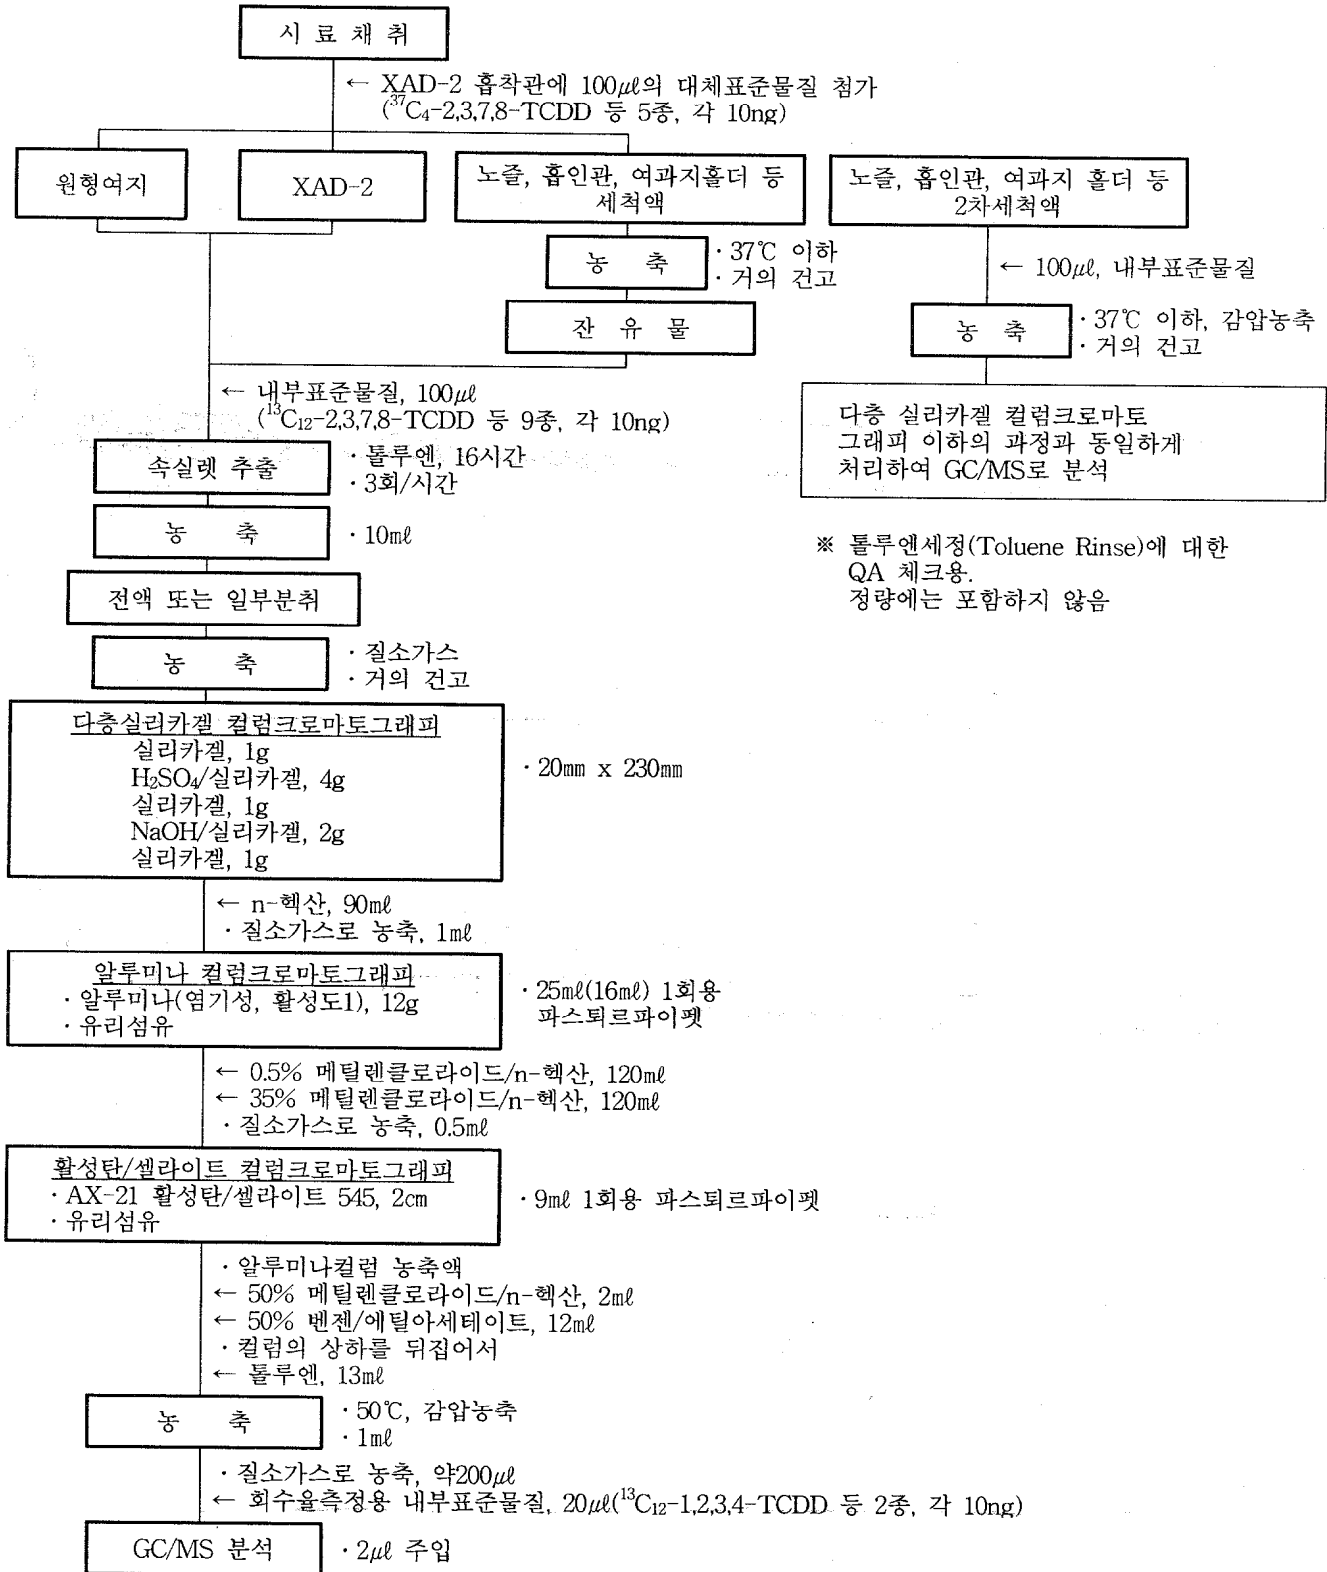 시 료 채 취
← XAD-2 흡착관에 100㎕의 대체표준물질 첨가
(³⁷C₄-2,3,7,8-TCDD 등 5종, 각 10ng)
원형여지
XAD-2
노즐, 흡인관, 여과지홀더 등
세척액
노즐, 흡인관, 여과지 홀더 등
2차세척액
농 축
· 37℃ 이하
· 거의 건고
← 100㎕, 내부표준물질
잔 유 물
농 축
· 37℃ 이하, 감압농축
· 거의 건고
← 내부표준물질, 100㎕
(¹³C₁₂-2,3,7,8-TCDD 등 9종, 각 10ng)
다층 실리카겔 컬럼크로마토
그래피 이하의 과정과 동일하게
처리하여 GC/MS로 분석
속실렛 추출
· 톨루엔, 16시간
· 3회/시간
농 축
· 10㎖
※ 톨루엔세정(Toluene Rinse)에 대한
QA 체크용.
정량에는 포함하지 않음
전액 또는 일부분취
농 축
· 질소가스
· 거의 건고
다층실리카겔 컬럼크로마토그래피
실리카겔, 1g
H₂SO₄/실리카겔, 4g
실리카겔, 1g
NaOH/실리카겔, 2g
실리카겔, 1g
· 20mm x 230mm
← n-헥산, 90㎖
· 질소가스로 농축, 1㎖
알루미나 컬럼크로마토그래피
· 알루미나(염기성, 활성도1), 12g
· 유리섬유
· 25㎖(16㎖) 1회용
파스퇴르파이펫
← 0.5% 메틸렌클로라이드/n-헥산, 120㎖
← 35% 메틸렌클로라이드/n-헥산, 120㎖
· 질소가스로 농축, 0.5㎖
활성탄/셀라이트 컬럼크로마토그래피
· AX-21 활성탄/셀라이트 545, 2cm
· 유리섬유
· 9㎖ 1회용 파스퇴르파이펫
· 알루미나컬럼 농축액
← 50% 메틸렌클로라이드/n-헥산, 2㎖
← 50% 벤젠/에틸아세테이트, 12㎖
· 컬럼의 상하를 뒤집어서
← 톨루엔, 13㎖
농 축
· 50℃, 감압농축
· 1㎖
· 질소가스로 농축, 약200㎕
← 회수율측정용 내부표준물질, 20㎕(¹³C₁₂-1,2,3,4-TCDD 등 2종, 각 10ng)
GC/MS 분석
· 2㎕ 주입